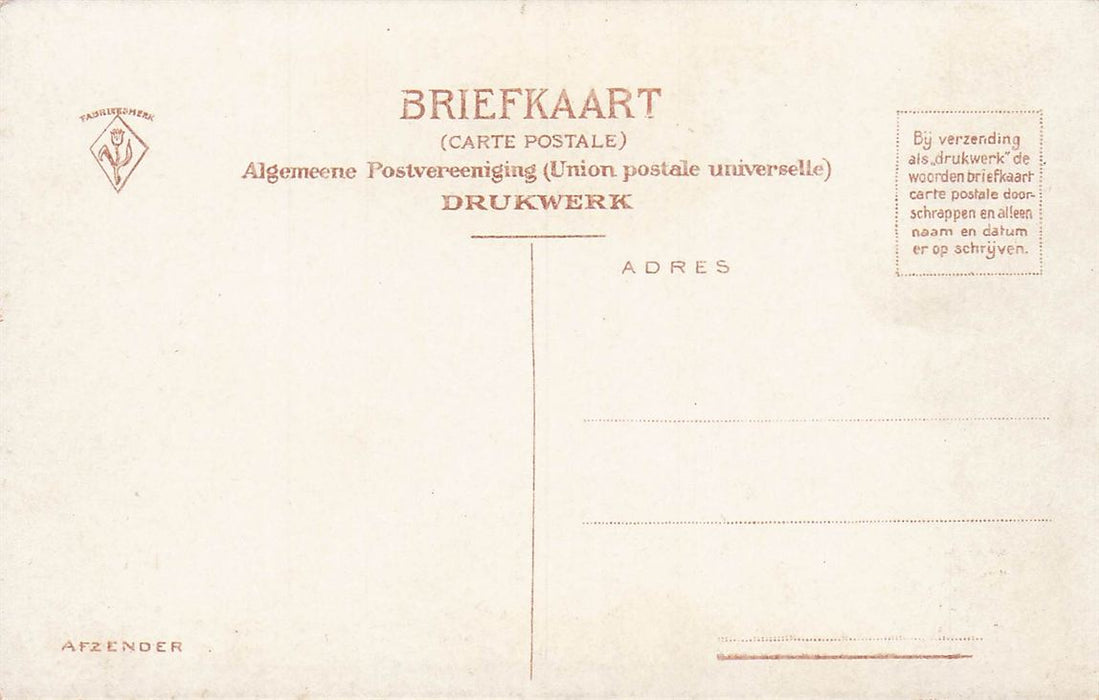 FABRIEKSMERK
BRIEFKAART
(CARTE POSTALE)
Algemeene Postvereeniging (Union postale universelle)
DRUKWERK
Bij verzending
als „drukwerk” de
woorden briefkaart
carte postale door-
schrappen en alleen
naam en datum
er op schrijven.
ADRES
AFZENDER